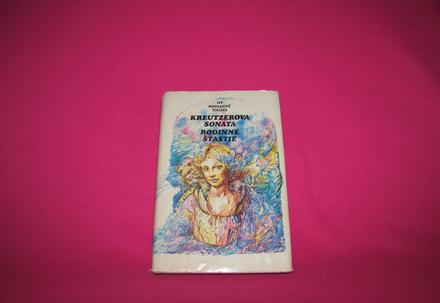 LEV
NIKOLAJEVIČ
TOLSTOJ
KREUTZEROVA
SONÁTA
RODINNÉ
ŠŤASTIE